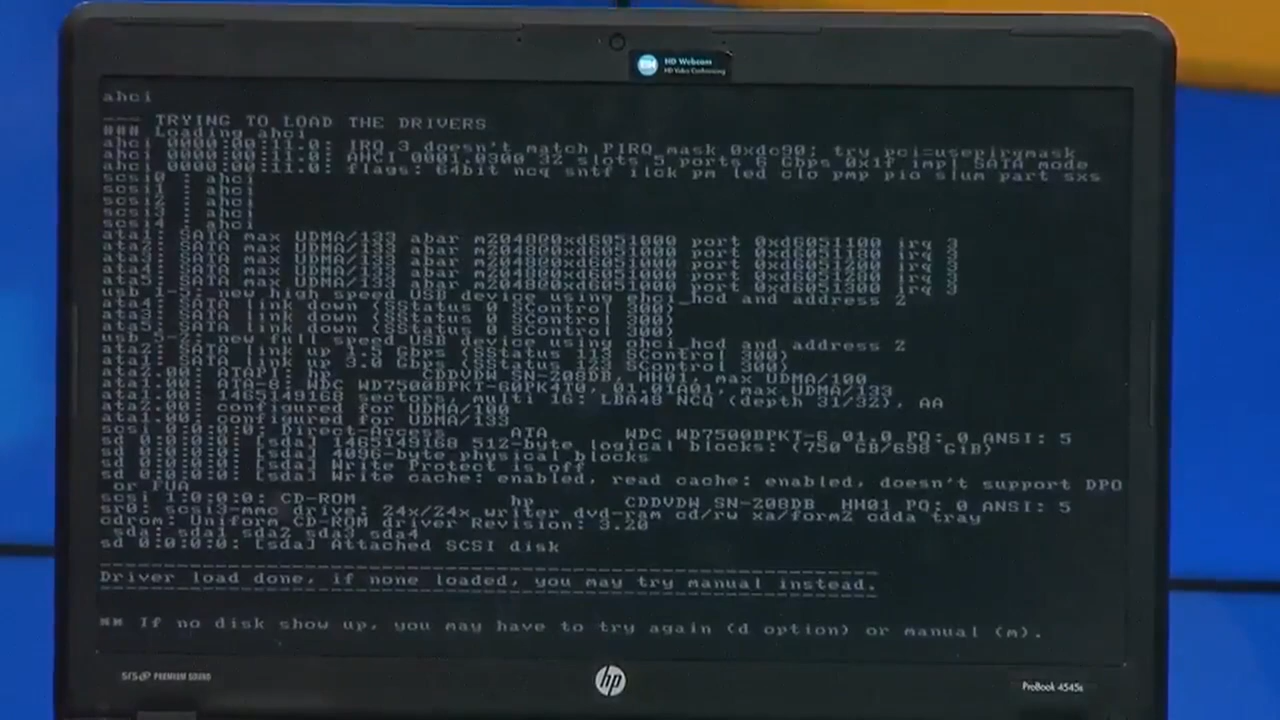 HD Webcam
HD Video Conferencing
ahci
--- TRYING TO LOAD THE DRIVERS
### Loading ahci
ahci 0000:00:11.0: IRQ 3 doesn't match PIRQ mask 0xdc90; try pci=usepirqmask
ahci 0000:00:11.0: AHCI 0001.0300 32 slots 5 ports 6 Gbps 0x1f impl SATA mode
ahci 0000:00:11.0: flags: 64bit ncq sntf ilck pm led clo pmp pio slum part sxs
scsi0 : ahci
scsi1 : ahci
scsi2 : ahci
scsi3 : ahci
scsi4 : ahci
ata1: SATA max UDMA/133 abar m2048@0xd6051000 port 0xd6051100 irq 3
ata2: SATA max UDMA/133 abar m2048@0xd6051000 port 0xd6051180 irq 3
ata3: SATA max UDMA/133 abar m2048@0xd6051000 port 0xd6051200 irq 3
ata4: SATA max UDMA/133 abar m2048@0xd6051000 port 0xd6051280 irq 3
ata5: SATA max UDMA/133 abar m2048@0xd6051000 port 0xd6051300 irq 3
usb 1-2: new high speed USB device using ehci_hcd and address 2
ata4: SATA link down (SStatus 0 SControl 300)
ata3: SATA link down (SStatus 0 SControl 300)
ata5: SATA link down (SStatus 0 SControl 300)
usb 5-2: new full speed USB device using ohci_hcd and address 2
ata2: SATA link up 1.5 Gbps (SStatus 113 SControl 300)
ata1: SATA link up 3.0 Gbps (SStatus 123 SControl 300)
ata2.00: ATAPI: hp CDDVDW SN-208DB, HH01, max UDMA/100
ata1.00: ATA-8: WDC WD7500BPKT-60PK4T0, 01.01A01, max UDMA/133
ata1.00: 1465149168 sectors, multi 16: LBA48 NCQ (depth 31/32), AA
ata2.00: configured for UDMA/100
ata1.00: configured for UDMA/133
scsi 0:0:0:0: Direct-Access ATA WDC WD7500BPKT-6 01.0 PQ: 0 ANSI: 5
sd 0:0:0:0: [sda] 1465149168 512-byte logical blocks: (750 GB/698 GiB)
sd 0:0:0:0: [sda] 4096-byte physical blocks
sd 0:0:0:0: [sda] Write Protect is off
sd 0:0:0:0: [sda] Write cache: enabled, read cache: enabled, doesn't support DPO
or FUA
scsi 1:0:0:0: CD-ROM hp CDDVDW SN-208DB HH01 PQ: 0 ANSI: 5
sr0: scsi3-mmc drive: 24x/24x writer dvd-ram cd/rw xa/form2 cdda tray
cdrom: Uniform CD-ROM driver Revision: 3.20
sda: sda1 sda2 sda3 sda4
sd 0:0:0:0: [sda] Attached SCSI disk
Driver load done, if none loaded, you may try manual instead.
** If no disk show up, you may have to try again (d option) or manual (m).
SRS PREMIUM SOUND
hp
ProBook 4545s